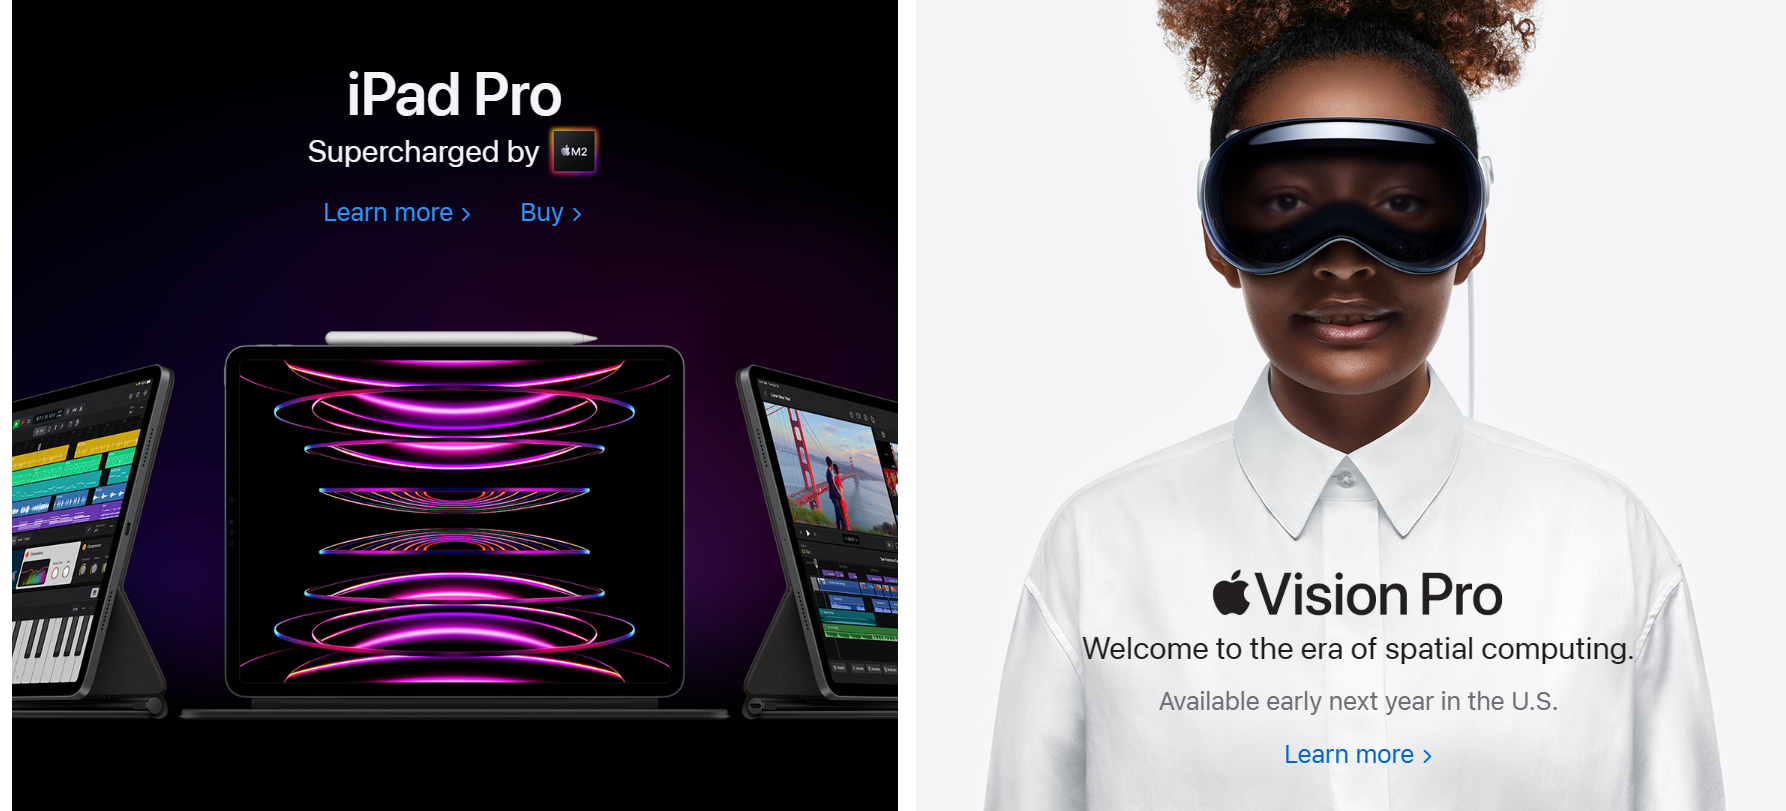 iPad Pro
Supercharged by M2
Learn more >
Buy >
Vision Pro
Welcome to the era of spatial computing.
Available early next year in the U.S.
Learn more >